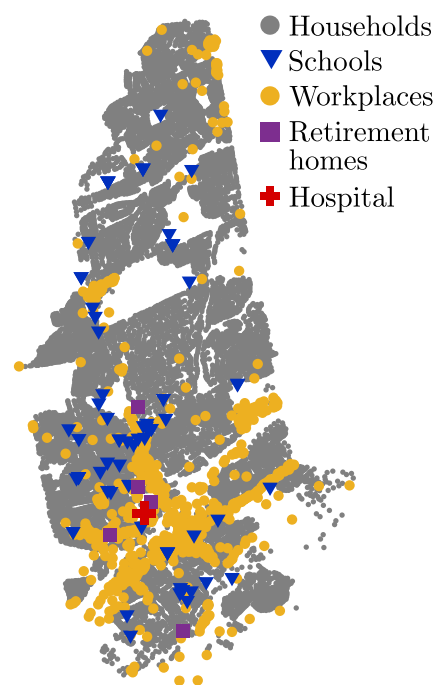 Households
Schools
Workplaces
Retirement
homes
Hospital